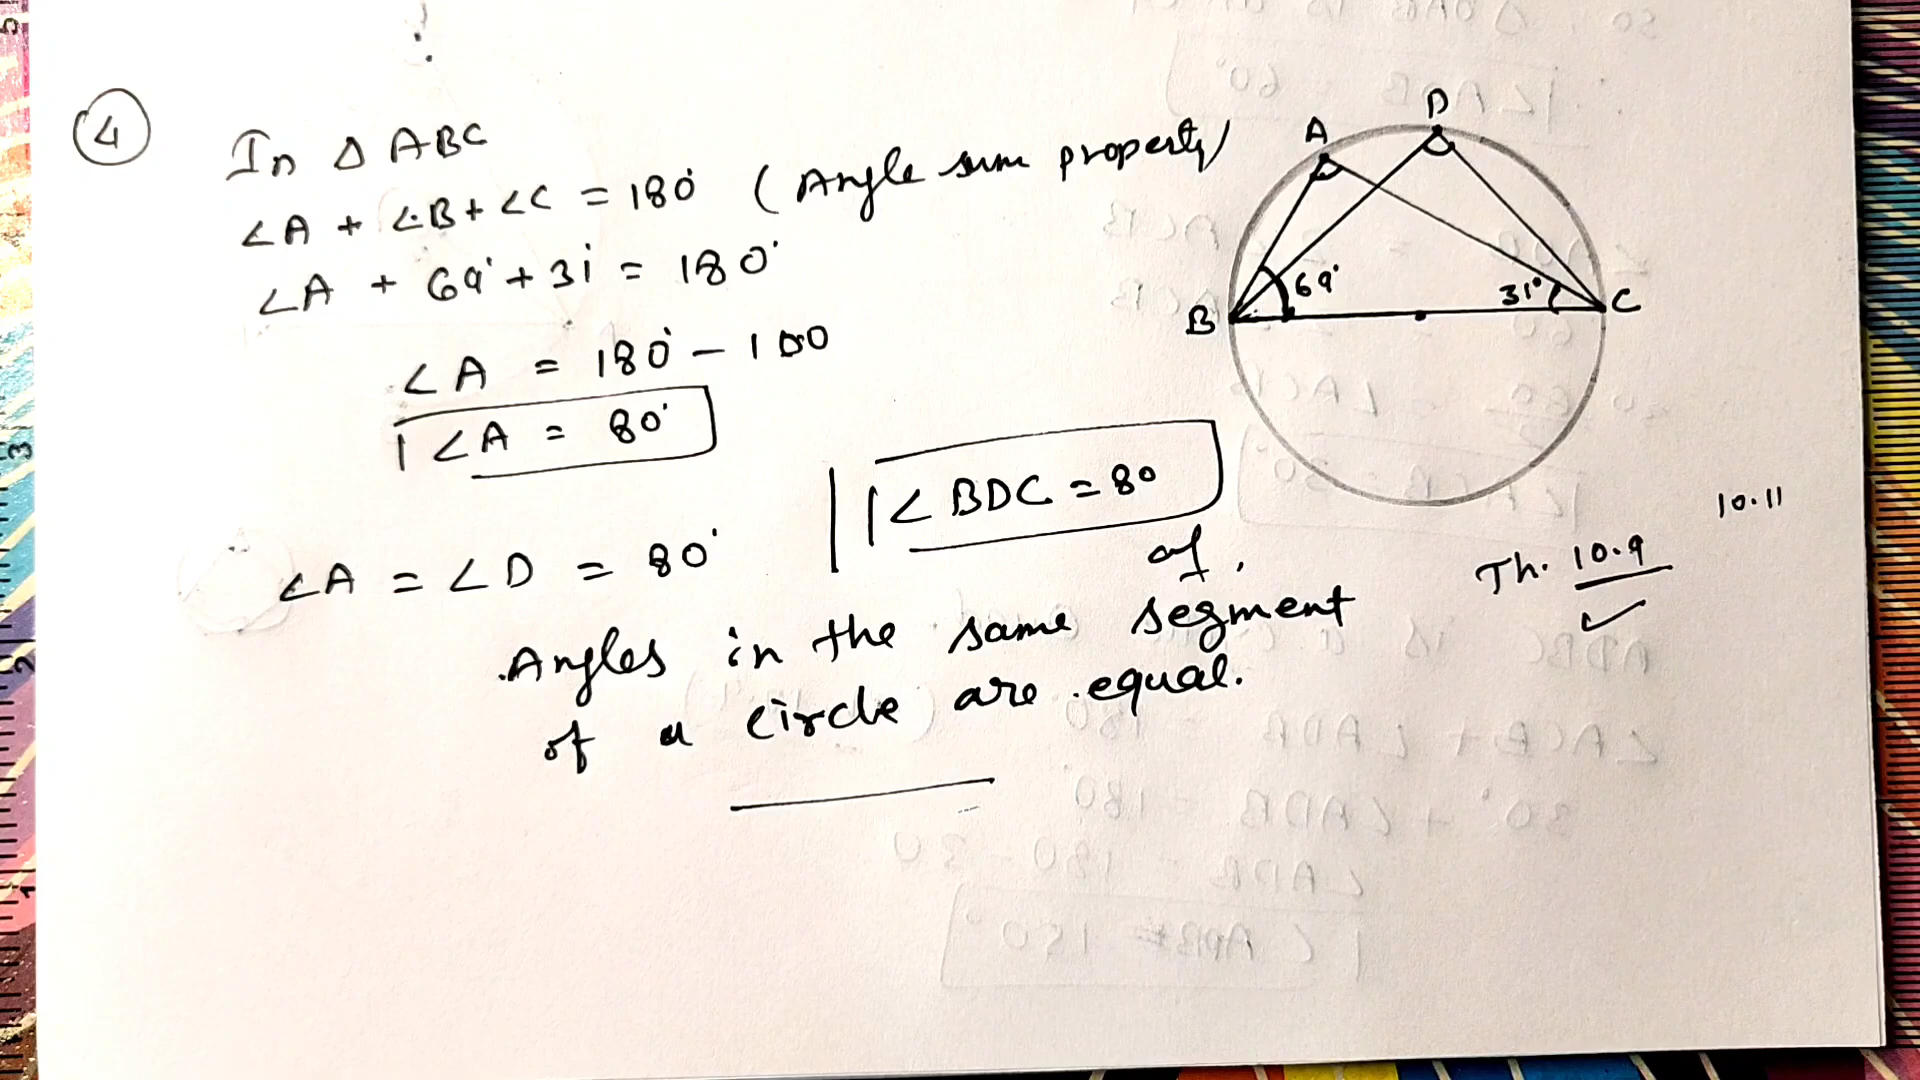 4
In Δ ABC
∠A + ∠B + ∠C = 180° (Angle sum property)
∠A + 69° + 31° = 180°
∠A = 180° - 100
∠A = 80°
∠A = ∠D = 80°
∠BDC = 80
of,
Angles in the same segment
of a circle are equal.
A
D
69°
31°
B
C
10.11
Th. 10.9